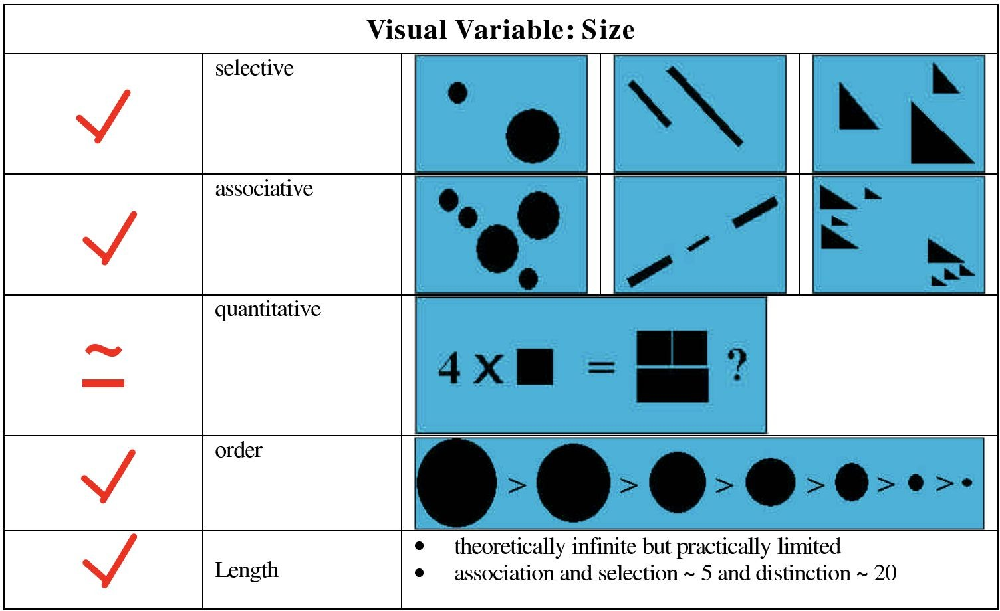 Visual Variable: Size
selective
associative
quantitative
4 x = ?
order
> > > > > >
Length
• theoretically infinite but practically limited
• association and selection ~ 5 and distinction ~ 20